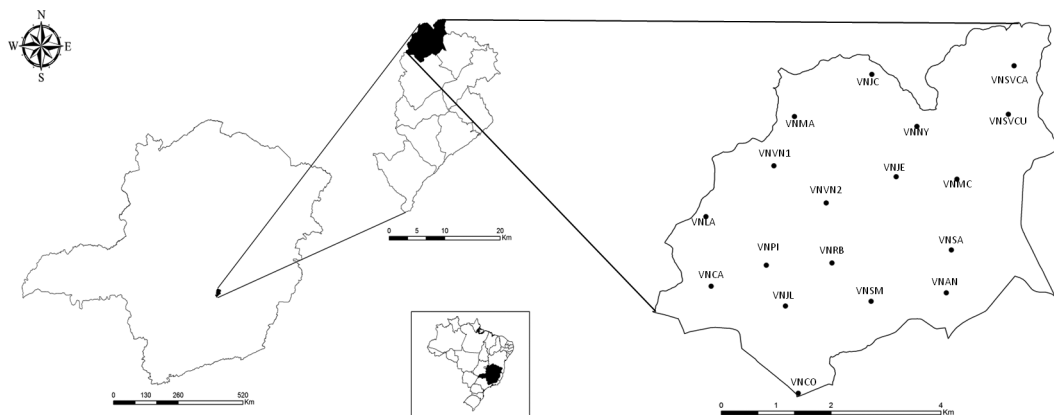 N
W E
S
VNJC
VNSVCA
VNMA
VNNY
VNSVCU
VNVN1
VNJE
VNMC
VNVN2
VNLA
VNPI
VNRB
VNSA
VNCA
VNJL
VNSM
VNAN
VNCO
0 5 10 20
Km
0 130 260 520
Km
0 1 2 4
Km